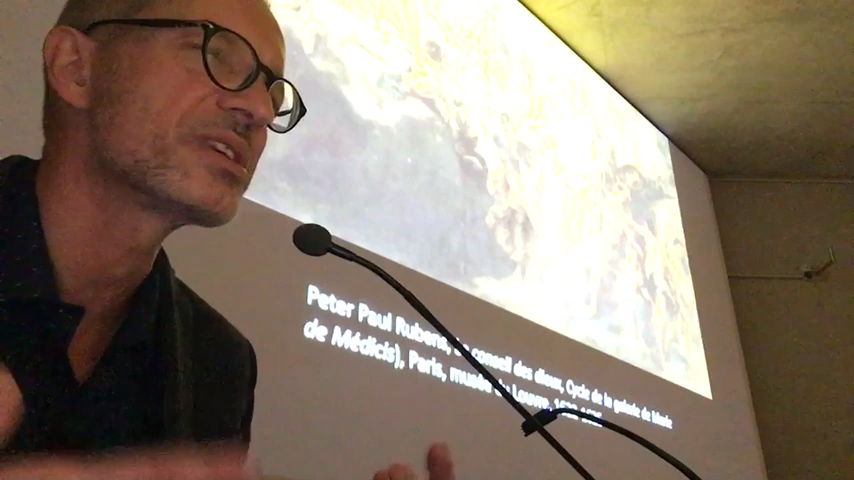 Peter Paul Rubens, conseil des dieux, Cycle de la galerie de Marie
de Médicis), Paris, musée Louvre,